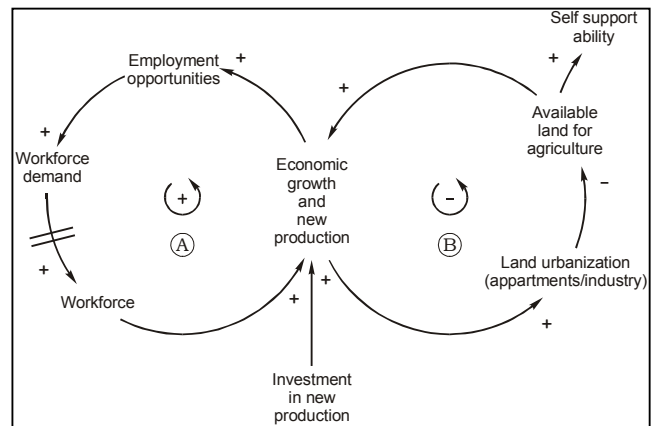 Self support
ability
+
Employment
opportunities
+
+
+
Available
land for
agriculture
+
Workforce
demand
Economic
growth
and
new
production
+
-
-
A
B
+
Workforce
Land urbanization
(appartments/industry)
+
+
+
Investment
in new
production